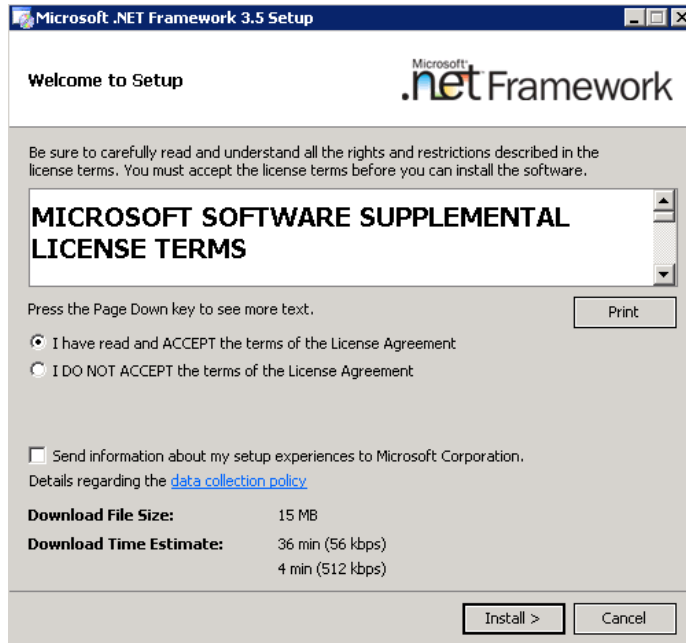 Microsoft .NET Framework 3.5 Setup
Welcome to Setup
Microsoft
.net Framework
Be sure to carefully read and understand all the rights and restrictions described in the
license terms. You must accept the license terms before you can install the software.
MICROSOFT SOFTWARE SUPPLEMENTAL
LICENSE TERMS
Press the Page Down key to see more text.
Print
I have read and ACCEPT the terms of the License Agreement
I DO NOT ACCEPT the terms of the License Agreement
Send information about my setup experiences to Microsoft Corporation.
Details regarding the data collection policy
Download File Size: 15 MB
Download Time Estimate: 36 min (56 kbps)
4 min (512 kbps)
Install > Cancel